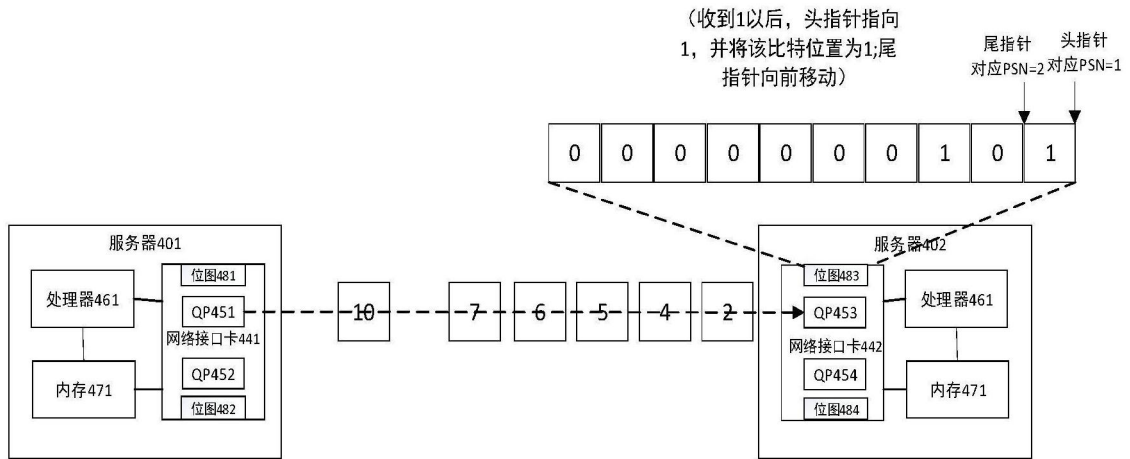 （收到1以后，头指针指向
1，并将该比特位置为1;尾
指针向前移动）
尾指针
对应PSN=2
头指针
对应PSN=1
0 0 0 0 0 0 0 1 0 1
服务器401
位图481
处理器461
QP451
网络接口卡441
内存471
QP452
位图482
10 7 6 5 4 2
服务器402
位图483
QP453
处理器461
网络接口卡442
QP454
内存471
位图484